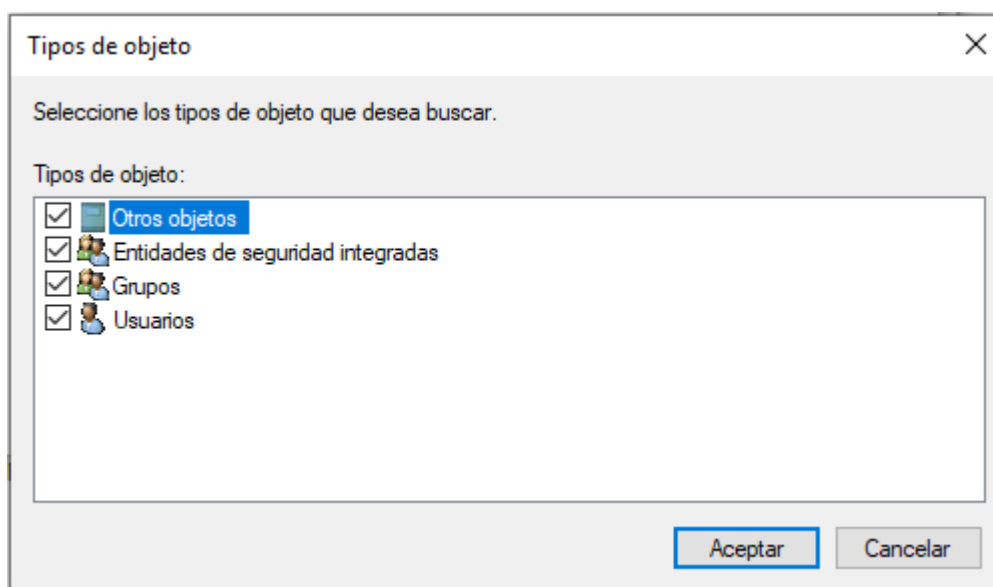 Tipos de objeto
Seleccione los tipos de objeto que desea buscar.
Tipos de objeto:
Otros objetos
Entidades de seguridad integradas
Grupos
Usuarios
Aceptar
Cancelar